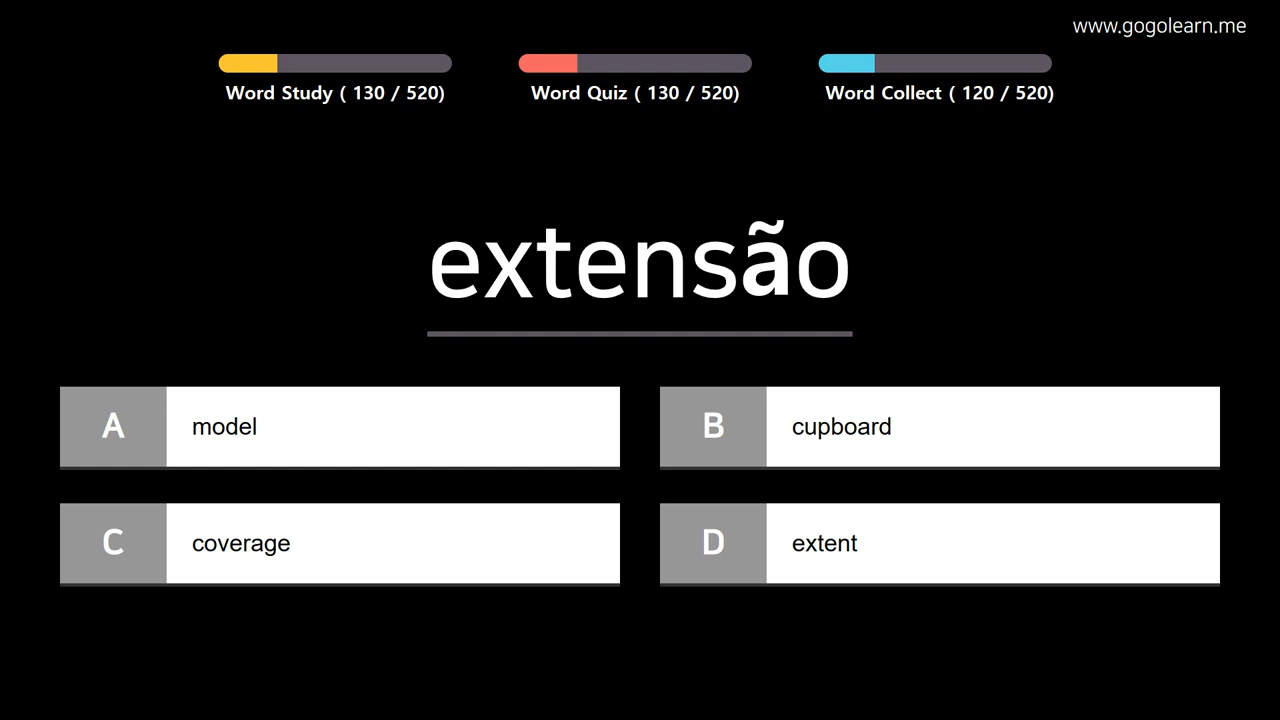 www.gogolearn.me
Word Study ( 130 / 520)
Word Quiz ( 130 / 520)
Word Collect ( 120 / 520)
extensão
A model
B cupboard
C coverage
D extent